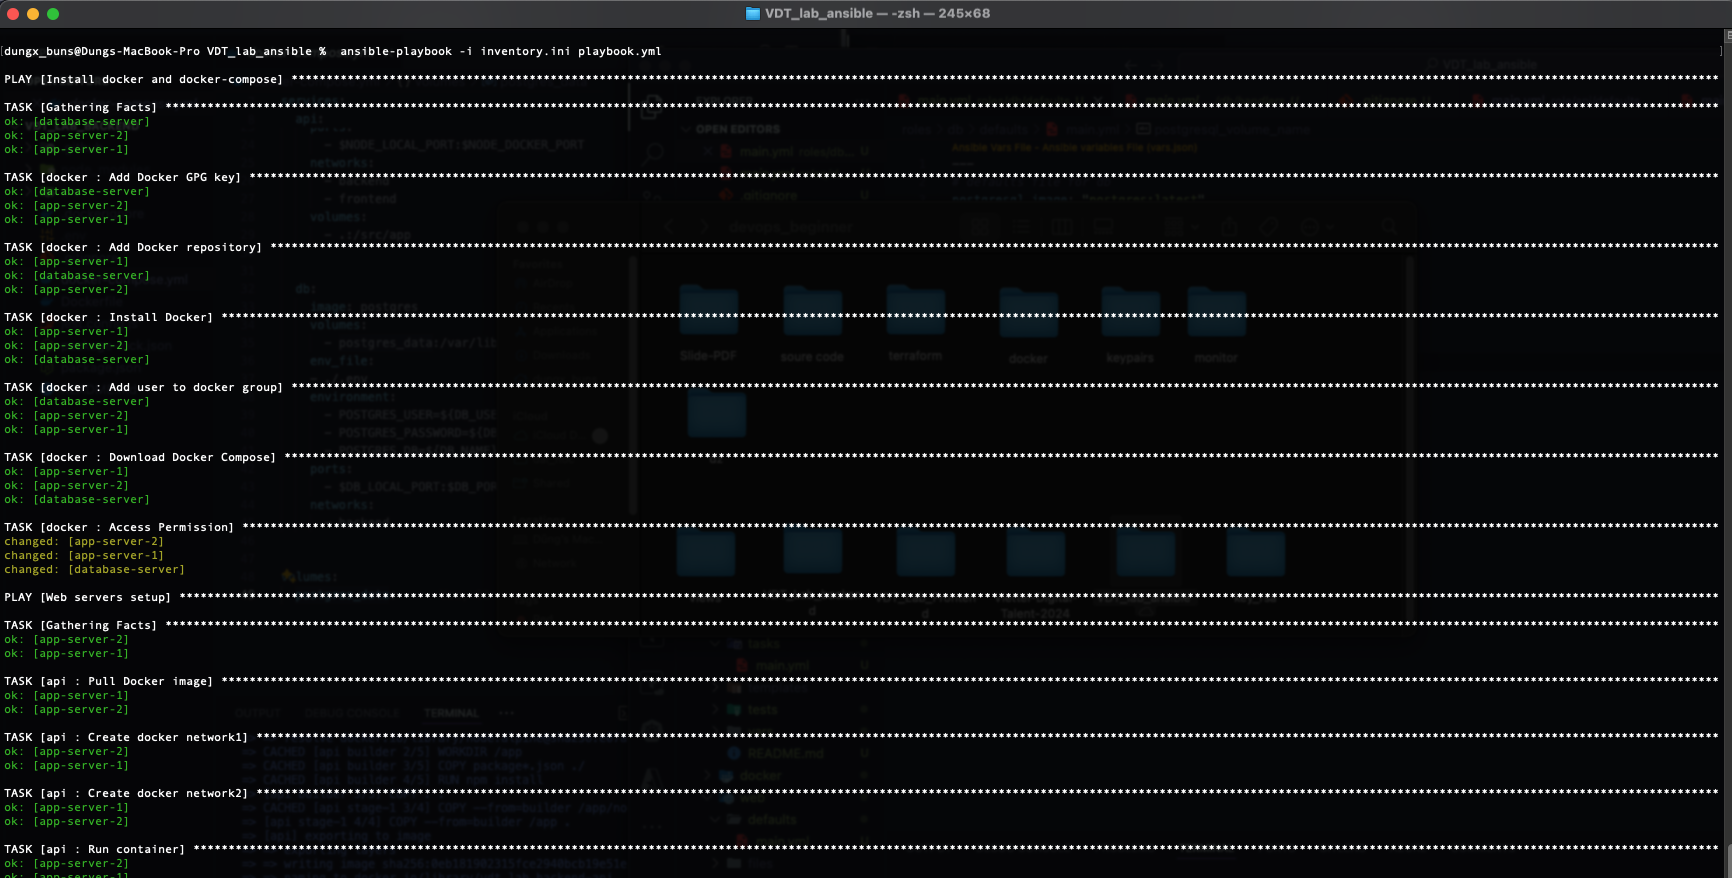 VDT_lab_ansible — -zsh — 245×68
dungx_buns@Dungs-MacBook-Pro VDT_lab_ansible % ansible-playbook -i inventory.ini playbook.yml
PLAY [Install docker and docker-compose]
TASK [Gathering Facts]
ok: [database-server]
ok: [app-server-2]
ok: [app-server-1]
TASK [docker : Add Docker GPG key]
ok: [database-server]
ok: [app-server-2]
ok: [app-server-1]
TASK [docker : Add Docker repository]
ok: [app-server-1]
ok: [database-server]
ok: [app-server-2]
TASK [docker : Install Docker]
ok: [app-server-1]
ok: [app-server-2]
ok: [database-server]
TASK [docker : Add user to docker group]
ok: [database-server]
ok: [app-server-2]
ok: [app-server-1]
TASK [docker : Download Docker Compose]
ok: [app-server-1]
ok: [app-server-2]
ok: [database-server]
TASK [docker : Access Permission]
changed: [app-server-2]
changed: [app-server-1]
changed: [database-server]
PLAY [Web servers setup]
TASK [Gathering Facts]
ok: [app-server-2]
ok: [app-server-1]
TASK [api : Pull Docker image]
ok: [app-server-1]
ok: [app-server-2]
TASK [api : Create docker network1]
ok: [app-server-2]
ok: [app-server-1]
TASK [api : Create docker network2]
ok: [app-server-1]
ok: [app-server-2]
TASK [api : Run container]
ok: [app-server-2]
ok: [app-server-1]